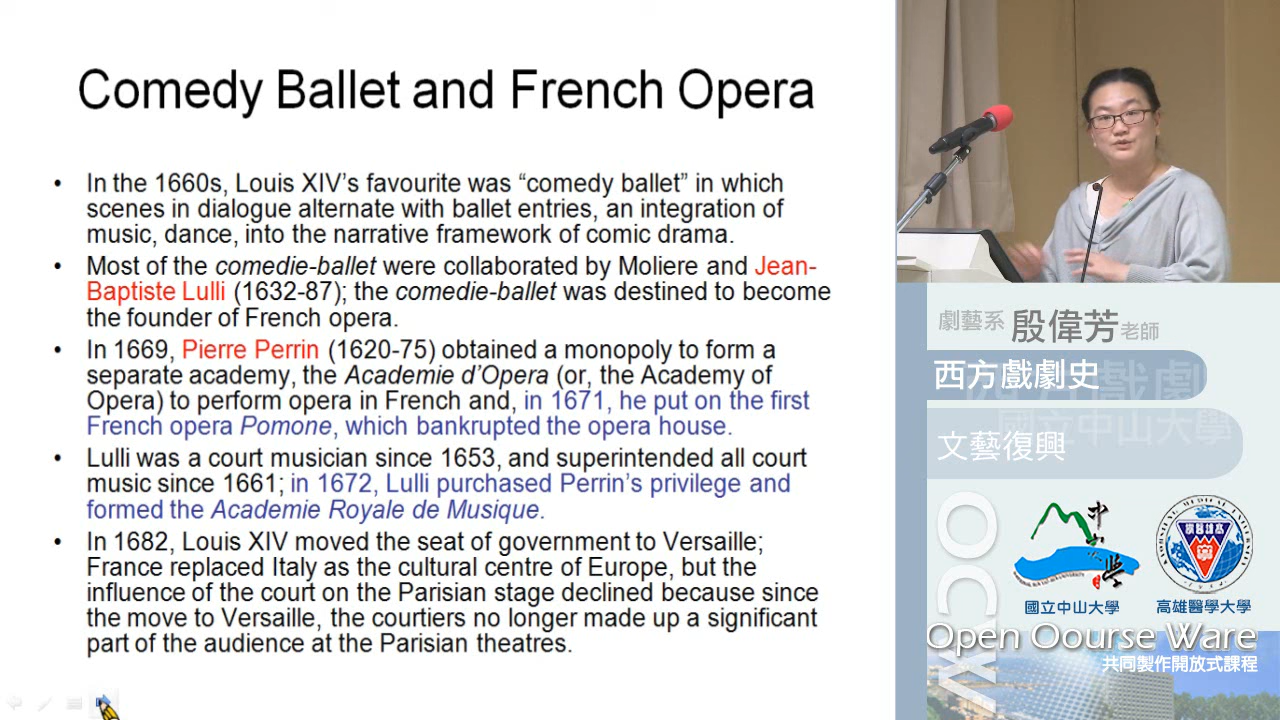 Comedy Ballet and French Opera
• In the 1660s, Louis XIV's favourite was “comedy ballet” in which
scenes in dialogue alternate with ballet entries, an integration of
music, dance, into the narrative framework of comic drama.
• Most of the comedie-ballet were collaborated by Moliere and Jean-
Baptiste Lulli (1632-87); the comedie-ballet was destined to become
the founder of French opera.
• In 1669, Pierre Perrin (1620-75) obtained a monopoly to form a
separate academy, the Academie d'Opera (or, the Academy of
Opera) to perform opera in French and, in 1671, he put on the first
French opera Pomone, which bankrupted the opera house.
• Lulli was a court musician since 1653, and superintended all court
music since 1661; in 1672, Lulli purchased Perrin's privilege and
formed the Academie Royale de Musique.
• In 1682, Louis XIV moved the seat of government to Versaille;
France replaced Italy as the cultural centre of Europe, but the
influence of the court on the Parisian stage declined because since
the move to Versaille, the courtiers no longer made up a significant
part of the audience at the Parisian theatres.
劇藝系 殷偉芳老師
西方戲劇史
國立中山大學
文藝復興
OCW
中山大學
國立中山大學
高雄醫學大學
Open Oourse Ware
共同製作開放式課程